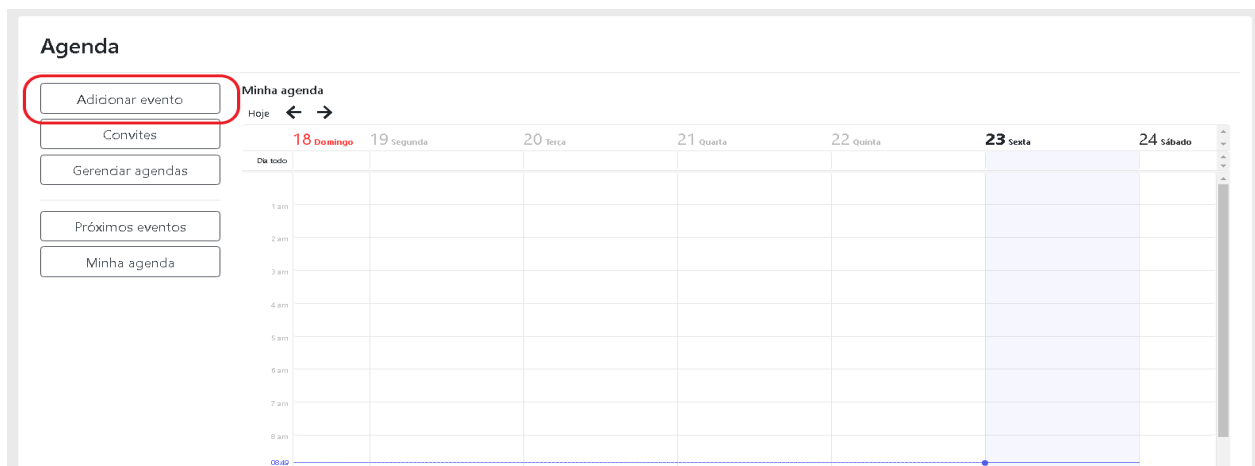 Agenda
Adicionar evento
Convites
Gerenciar agendas
Próximos eventos
Minha agenda
Minha agenda
Hoje
18 Domingo 19 Segunda 20 Terça 21 Quarta 22 Quinta 23 Sexta 24 Sábado
Dia todo
1 am
2 am
3 am
4 am
5 am
6 am
7 am
8 am
08:49